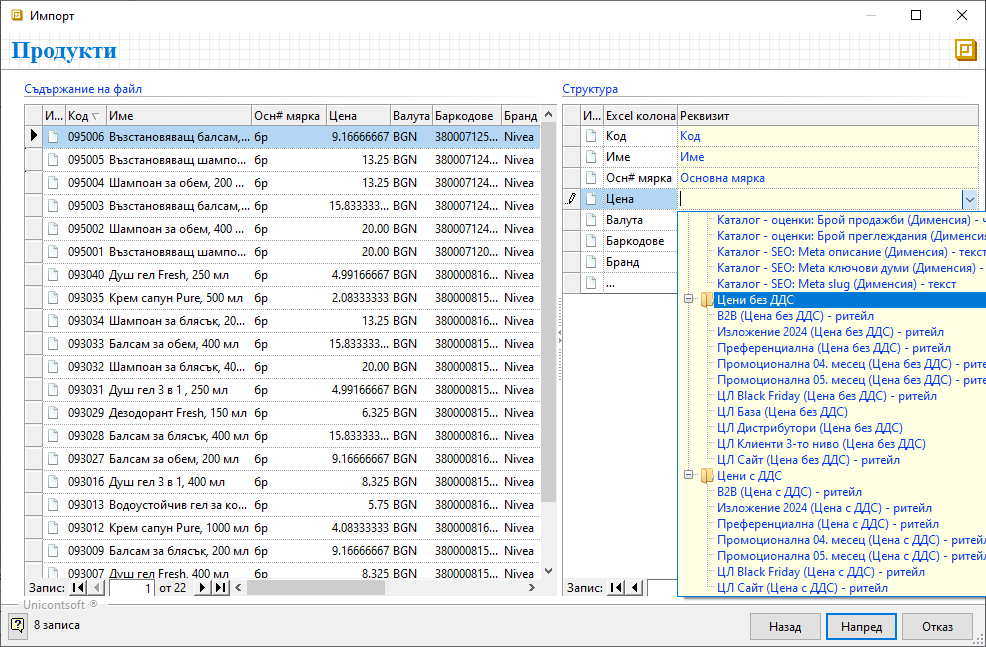 Импорт
Продукти
Съдържание на файл
И... Код Име Осн# мярка Цена Валута Баркодове Бранд
095006 Възстановяващ балсам,... бр 9.16666667 BGN 380007125... Nivea
095005 Възстановяващ шампо... бр 13.25 BGN 380007124... Nivea
095004 Шампоан за обем, 200 ... бр 13.25 BGN 380007124... Nivea
095003 Възстановяващ балсам,... бр 15.833333... BGN 380007124... Nivea
095002 Шампоан за обем, 400 ... бр 20.00 BGN 380007124... Nivea
095001 Възстановяващ шампо... бр 20.00 BGN 380007120... Nivea
093040 Душ гел Fresh, 250 мл бр 4.99166667 BGN 380000816... Nivea
093035 Крем сапун Pure, 500 мл бр 2.08333333 BGN 380000815... Nivea
093034 Шампоан за блясък, 20... бр 13.25 BGN 380000816... Nivea
093033 Балсам за обем, 400 мл бр 15.833333... BGN 380000815... Nivea
093032 Шампоан за блясък, 40... бр 20.00 BGN 380000816... Nivea
093031 Душ гел 3 в 1 , 250 мл бр 4.99166667 BGN 380000815... Nivea
093029 Дезодорант Fresh, 150 мл бр 6.325 BGN 380000815... Nivea
093028 Балсам за блясък, 400 мл бр 15.833333... BGN 380000816... Nivea
093027 Балсам за обем, 200 мл бр 9.16666667 BGN 380000816... Nivea
093016 Душ гел 3 в 1, 400 мл бр 8.325 BGN 380000815... Nivea
093013 Водоустойчив гел за ко... бр 5.75 BGN 380000815... Nivea
093012 Крем сапун Pure, 1000 мл бр 4.08333333 BGN 380000815... Nivea
093009 Балсам за блясък, 200 мл бр 9.16666667 BGN 380000815... Nivea
093007 Душ гел Fresh, 400 мл бр 8.325 BGN 380000815... Nivea
Запис: 1 от 22
Структура
И... Excel колона Реквизит
Код Код
Име Име
Осн# мярка Основна мярка
Цена
Валута
Баркодове
Бранд
...
Каталог - оценки: Брой продажби (Дименсия) - ч
Каталог - оценки: Брой преглеждания (Дименси
Каталог - SEO: Мета описание (Дименсия) - текст
Каталог - SEO: Мета ключови думи (Дименсия) -
Каталог - SEO: Мета slug (Дименсия) - текст
Цени без ДДС
B2B (Цена без ДДС) - ритейл
Изложение 2024 (Цена без ДДС) - ритейл
Преференциална (Цена без ДДС) - ритейл
Промоционална 04. месец (Цена без ДДС) - рите
Промоционална 05. месец (Цена без ДДС) - рите
ЦЛ Black Friday (Цена без ДДС) - ритейл
ЦЛ База (Цена без ДДС)
ЦЛ Дистрибутори (Цена без ДДС)
ЦЛ Клиенти 3-то ниво (Цена без ДДС)
ЦЛ Сайт (Цена без ДДС) - ритейл
Цени с ДДС
B2B (Цена с ДДС) - ритейл
Изложение 2024 (Цена с ДДС) - ритейл
Преференциална (Цена с ДДС) - ритейл
Промоционална 04. месец (Цена с ДДС) - ритейл
Промоционална 05. месец (Цена с ДДС) - ритейл
ЦЛ Black Friday (Цена с ДДС) - ритейл
ЦЛ Сайт (Цена с ДДС) - ритейл
Запис:
Unicontsoft ®
8 записа
Назад
Напред
Отказ